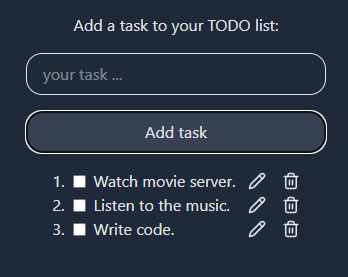 Add a task to your TODO list:
your task ...
Add task
1. Watch movie server.
2. Listen to the music.
3. Write code.